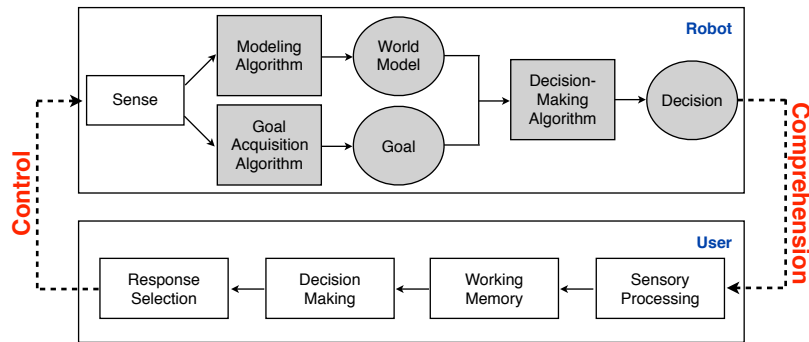 Robot
Modeling
Algorithm
World
Model
Sense
Goal
Acquisition
Algorithm
Goal
Decision-
Making
Algorithm
Decision
Control
Comprehension
User
Response
Selection
Decision
Making
Working
Memory
Sensory
Processing